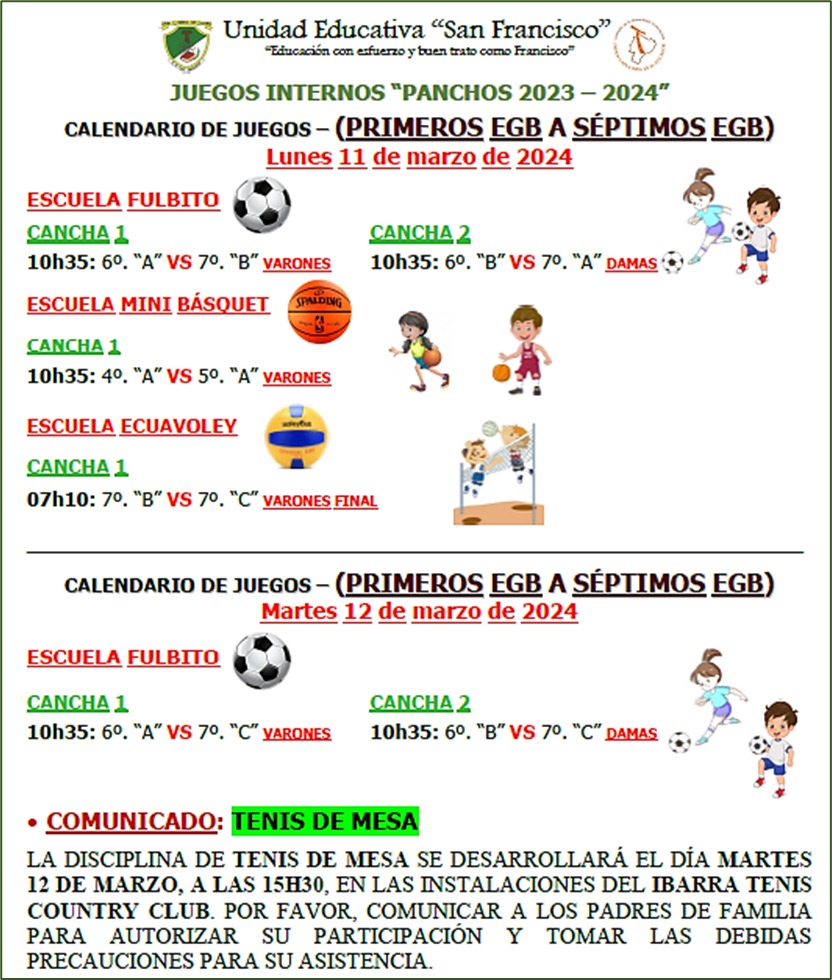 Unidad Educativa “San Francisco”
“Educación con esfuerzo y buen trato como Francisco”
JUEGOS INTERNOS “PANCHOS 2023 – 2024”
CALENDARIO DE JUEGOS – (PRIMEROS EGB A SÉPTIMOS EGB)
Lunes 11 de marzo de 2024
ESCUELA FULBITO
CANCHA 1 CANCHA 2
10h35: 6º. “A” VS 7º. “B” VARONES 10h35: 6º. “B” VS 7º. “A” DAMAS
ESCUELA MINI BÁSQUET
SPALDING
CANCHA 1
10h35: 4º. “A” VS 5º. “A” VARONES
ESCUELA ECUAVOLEY
CANCHA 1
07h10: 7º. “B” VS 7º. “C” VARONES FINAL
CALENDARIO DE JUEGOS – (PRIMEROS EGB A SÉPTIMOS EGB)
Martes 12 de marzo de 2024
ESCUELA FULBITO
CANCHA 1 CANCHA 2
10h35: 6º. “A” VS 7º. “C” VARONES 10h35: 6º. “B” VS 7º. “C” DAMAS
• COMUNICADO: TENIS DE MESA
LA DISCIPLINA DE TENIS DE MESA SE DESARROLLARÁ EL DÍA MARTES
12 DE MARZO, A LAS 15H30, EN LAS INSTALACIONES DEL IBARRA TENIS
COUNTRY CLUB. POR FAVOR, COMUNICAR A LOS PADRES DE FAMILIA
PARA AUTORIZAR SU PARTICIPACIÓN Y TOMAR LAS DEBIDAS
PRECAUCIONES PARA SU ASISTENCIA.